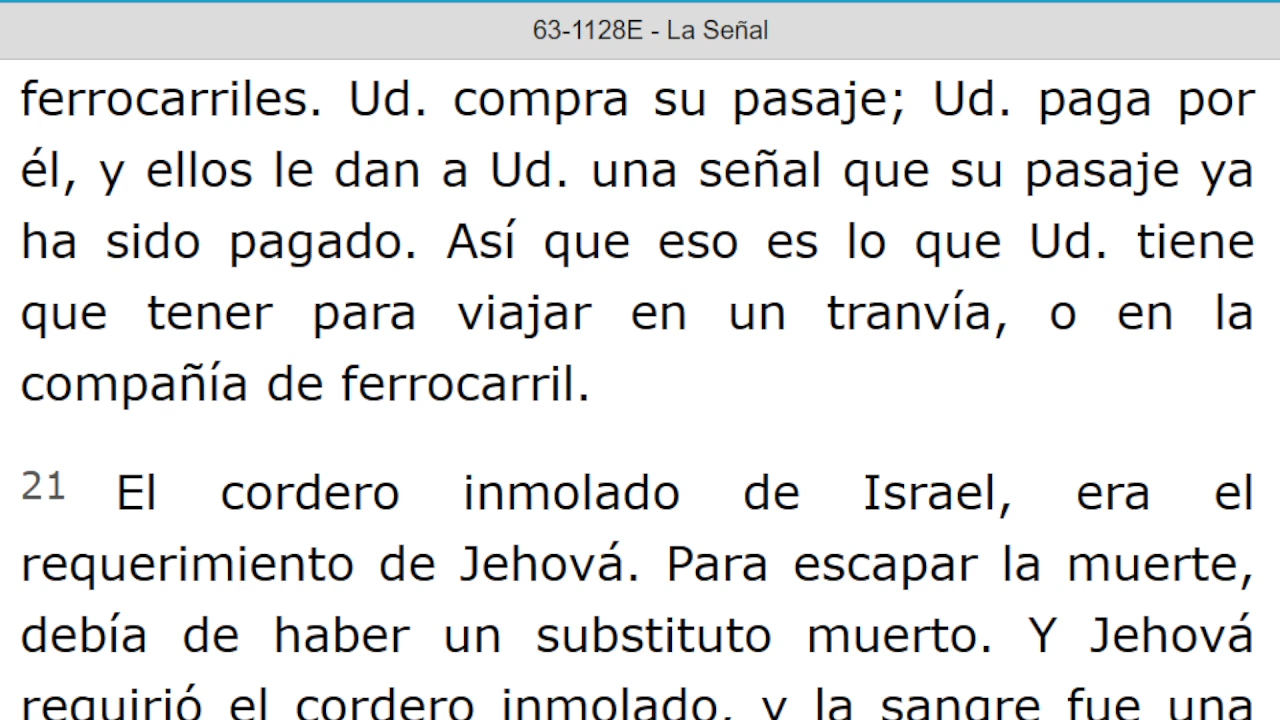 63-1128E - La Señal
ferrocarriles. Ud. compra su pasaje; Ud. paga por
él, y ellos le dan a Ud. una señal que su pasaje ya
ha sido pagado. Así que eso es lo que Ud. tiene
que tener para viajar en un tranvía, o en la
compañía de ferrocarril.
21 El cordero inmolado de Israel, era el
requerimiento de Jehová. Para escapar la muerte,
debía de haber un substituto muerto. Y Jehová
requirió el cordero inmolado, y la sangre fue una